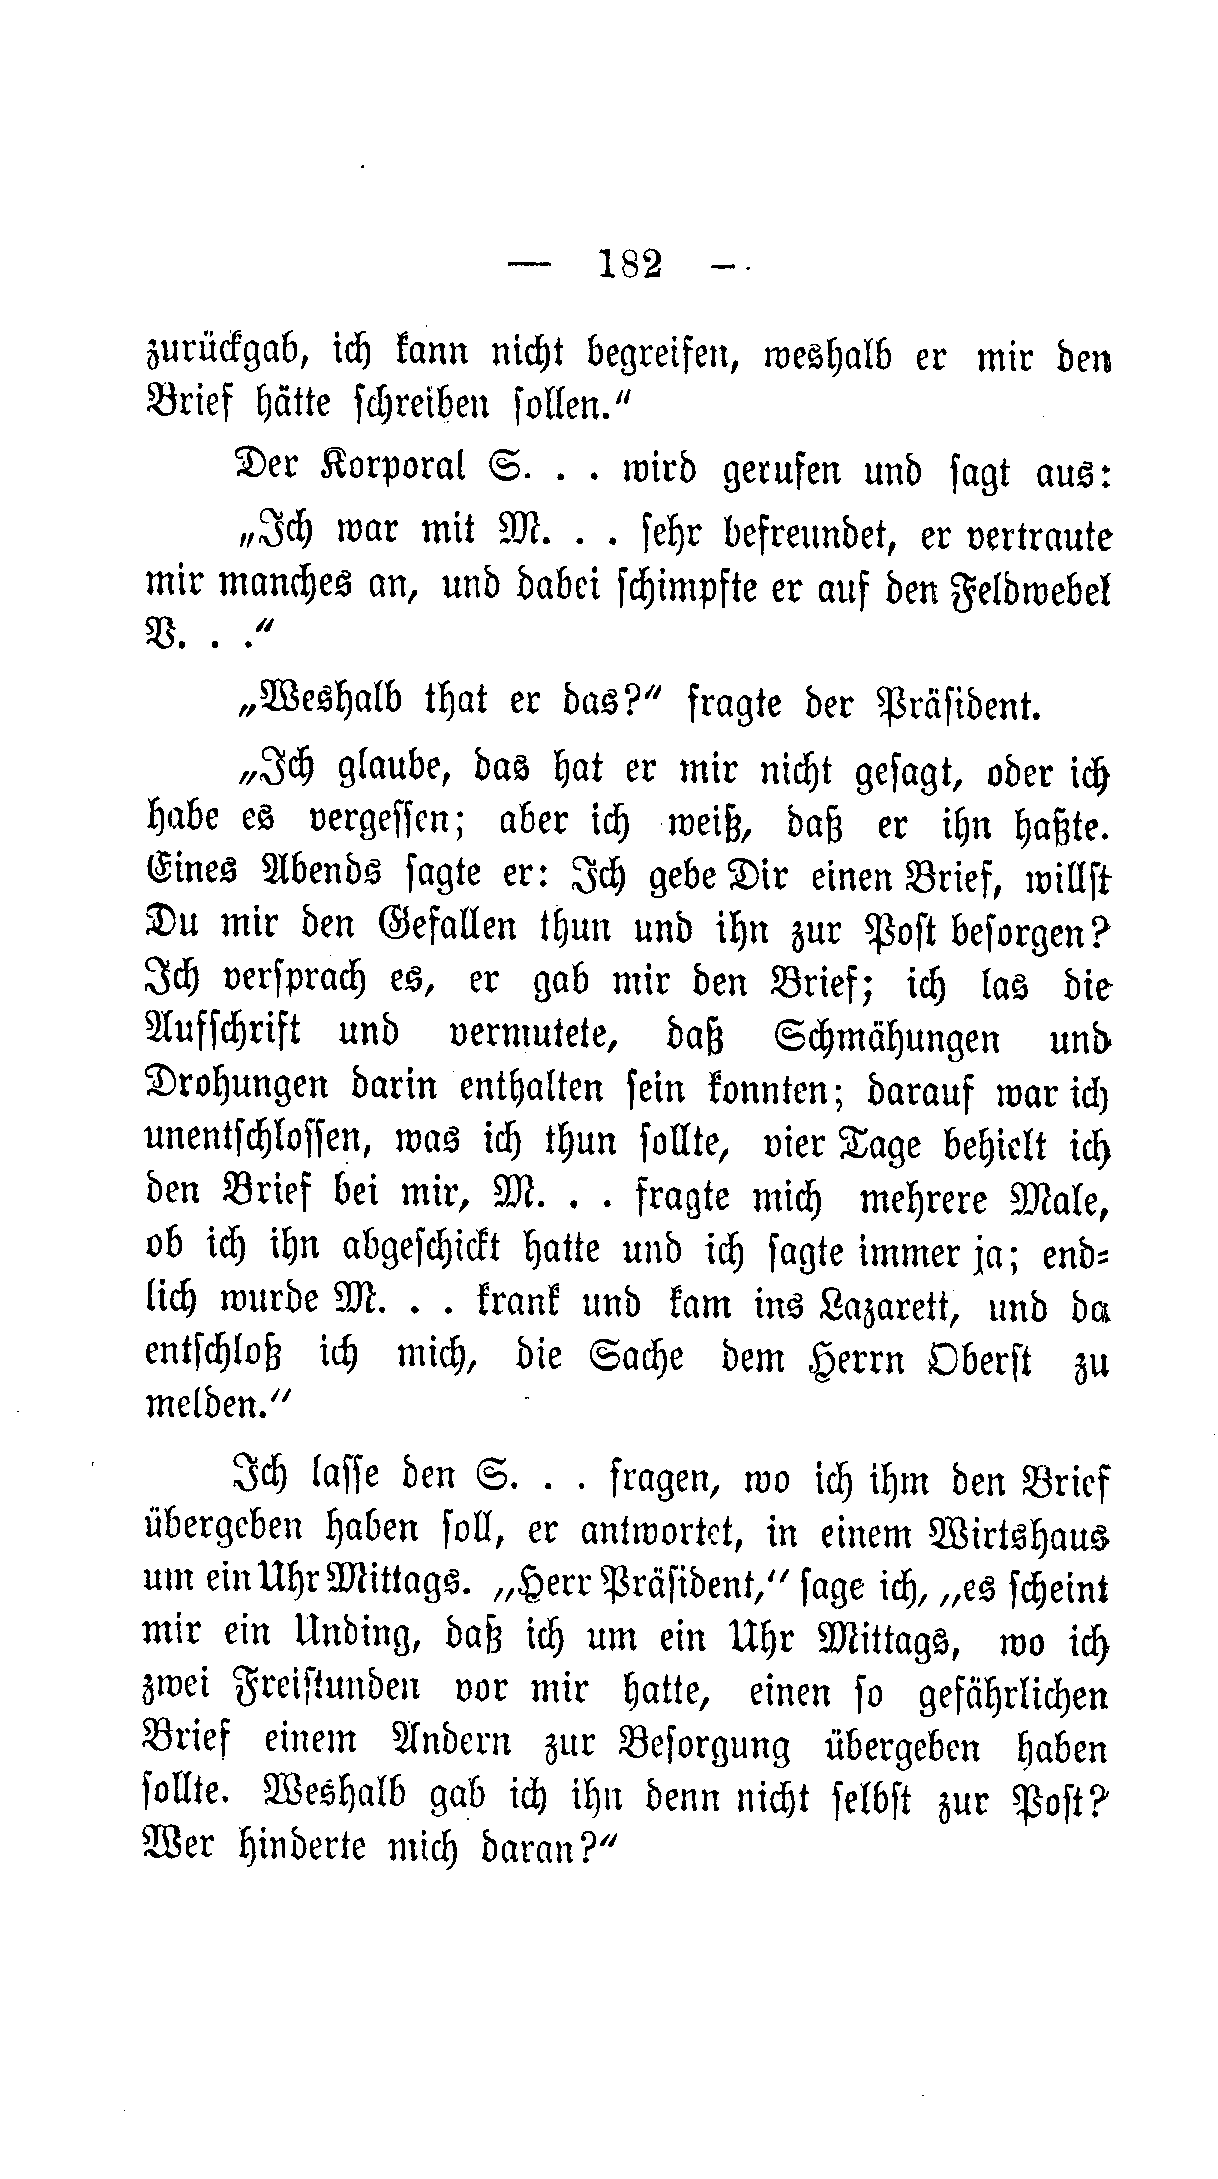 — 182 —
zurückgab, ich kann nicht begreifen, weshalb er mir den
Brief hätte schreiben sollen."
Der Korporal S. . . wird gerufen und sagt aus:
„Ich war mit M. . . sehr befreundet, er vertraute
mir manches an, und dabei schimpfte er auf den Feldwebel
V. . ."
„Weshalb that er das?" fragte der Präsident.
„Ich glaube, das hat er mir nicht gesagt, oder ich
habe es vergessen; aber ich weiß, daß er ihn haßte.
Eines Abends sagte er: Ich gebe Dir einen Brief, willst
Du mir den Gefallen thun und ihn zur Post besorgen?
Ich versprach es, er gab mir den Brief; ich las die
Aufschrift und vermutete, daß Schmähungen und
Drohungen darin enthalten sein konnten; darauf war ich
unentschlossen, was ich thun sollte, vier Tage behielt ich
den Brief bei mir, M. . . fragte mich mehrere Male,
ob ich ihn abgeschickt hatte und ich sagte immer ja; end-
lich wurde M. . . krank und kam ins Lazarett, und da
entschloß ich mich, die Sache dem Herrn Oberst zu
melden."
Ich lasse den S. . . fragen, wo ich ihm den Brief
übergeben haben soll, er antwortet, in einem Wirtshaus
um ein Uhr Mittags. „Herr Präsident," sage ich, „es scheint
mir ein Unding, daß ich um ein Uhr Mittags, wo ich
zwei Freistunden vor mir hatte, einen so gefährlichen
Brief einem Andern zur Besorgung übergeben haben
sollte. Weshalb gab ich ihn denn nicht selbst zur Post?
Wer hinderte mich daran?"